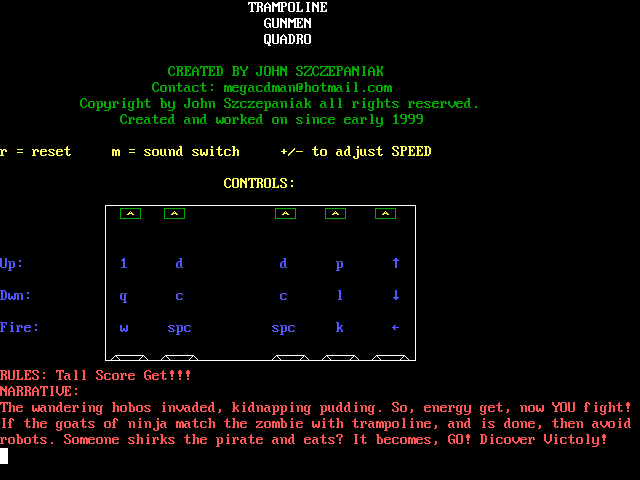 TRAMPOLINE
GUNMEN
QUADRO
CREATED BY JOHN SZCZEPANIAK
Contact: megacdman@hotmail.com
Copyright by John Szczepaniak all rights reserved.
Created and worked on since early 1999
r = reset m = sound switch +/- to adjust SPEED
CONTROLS:
^ ^ ^ ^ ^
Up: 1 d d p ↑
Dwn: q c c l ↓
Fire: w spc spc k ←
RULES: Tall Score Get!!!
NARRATIVE:
The wandering hobos invaded, kidnapping pudding. So, energy get, now YOU fight!
If the goats of ninja match the zombie with trampoline, and is done, then avoid
robots. Someone shirks the pirate and eats? It becomes, GO! Dicover Victoly!